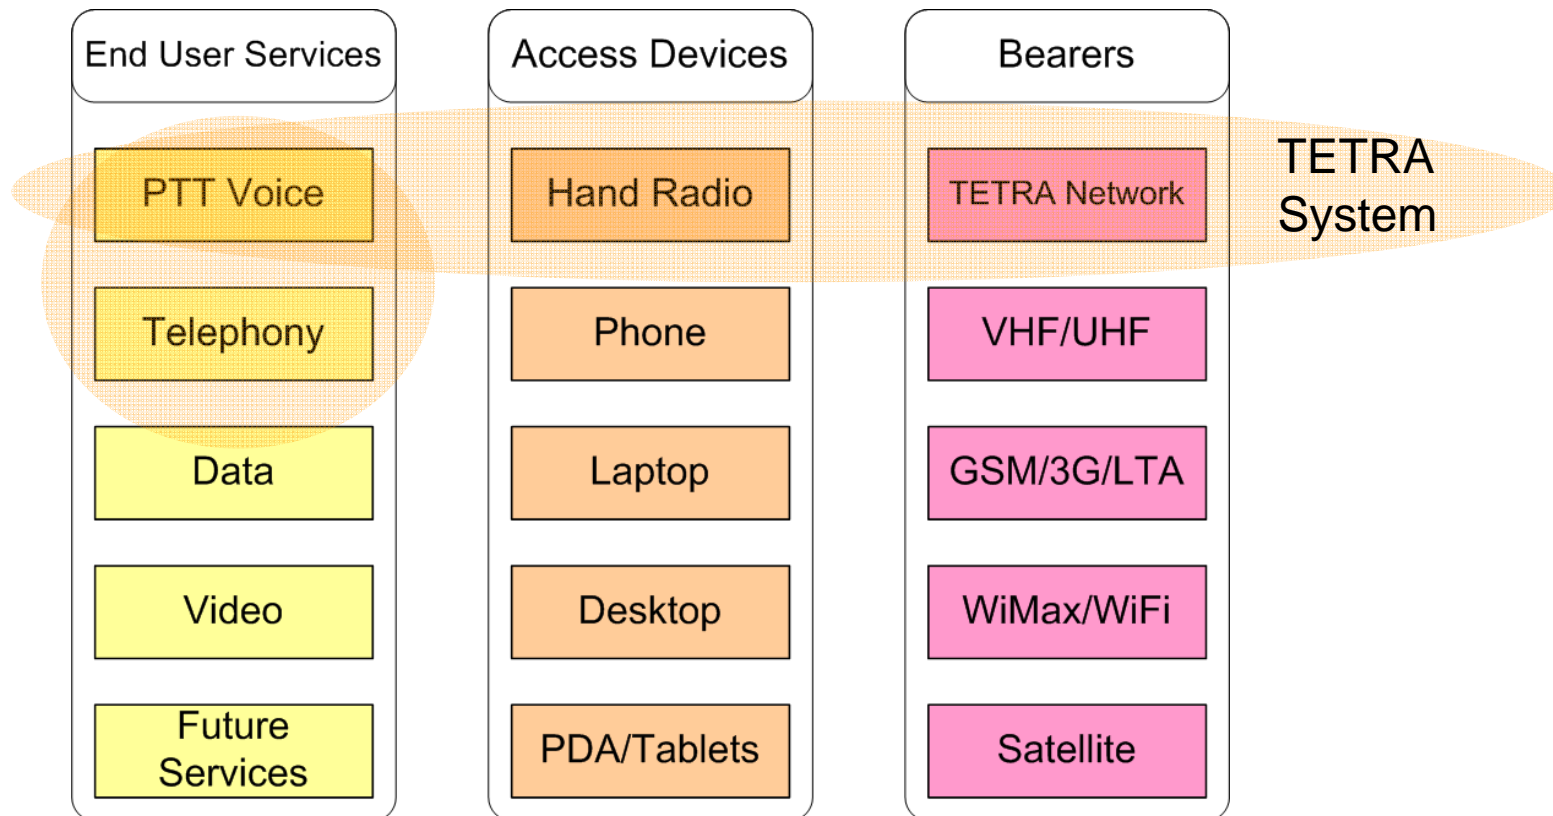 End User Services
Access Devices
Bearers
PTT Voice
Hand Radio
TETRA Network
TETRA
System
Telephony
Phone
VHF/UHF
Data
Laptop
GSM/3G/LTA
Video
Desktop
WiMax/WiFi
Future
Services
PDA/Tablets
Satellite